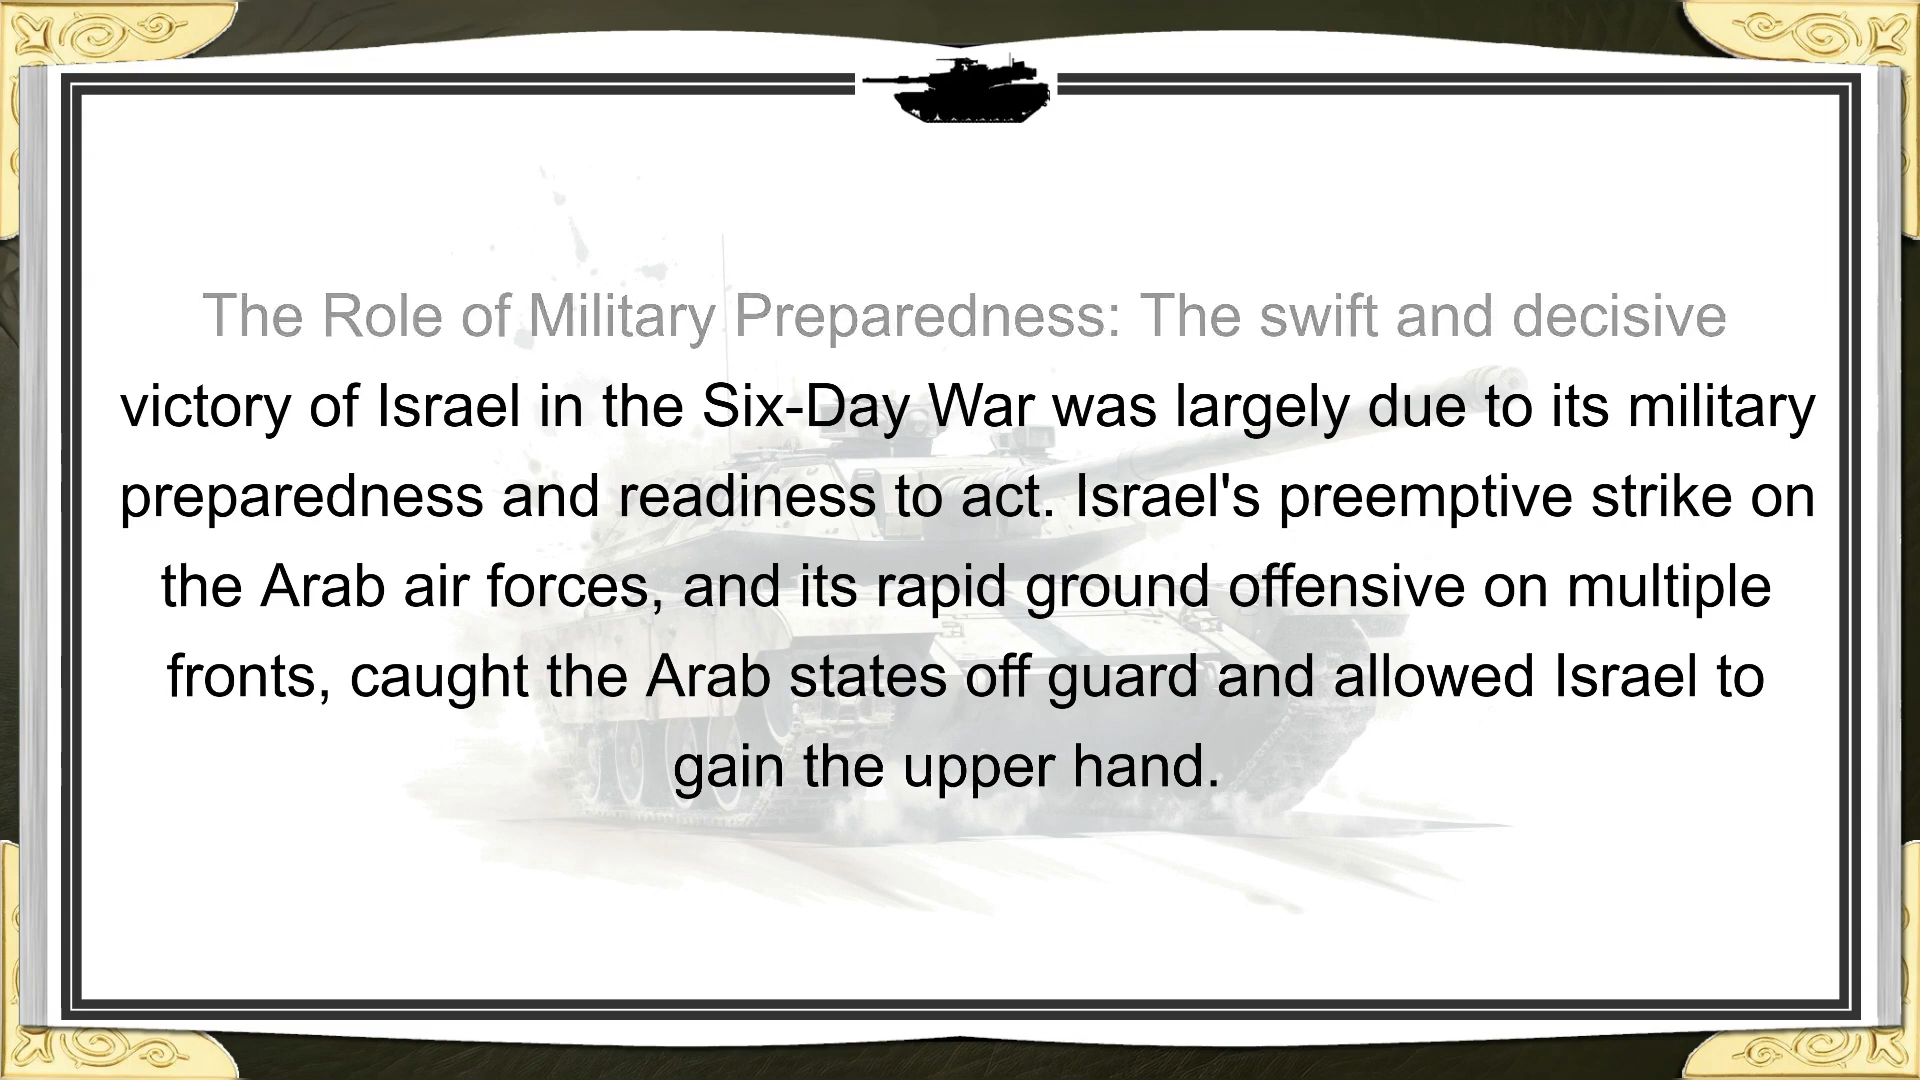 The Role of Military Preparedness: The swift and decisive
victory of Israel in the Six-Day War was largely due to its military
preparedness and readiness to act. Israel's preemptive strike on
the Arab air forces, and its rapid ground offensive on multiple
fronts, caught the Arab states off guard and allowed Israel to
gain the upper hand.